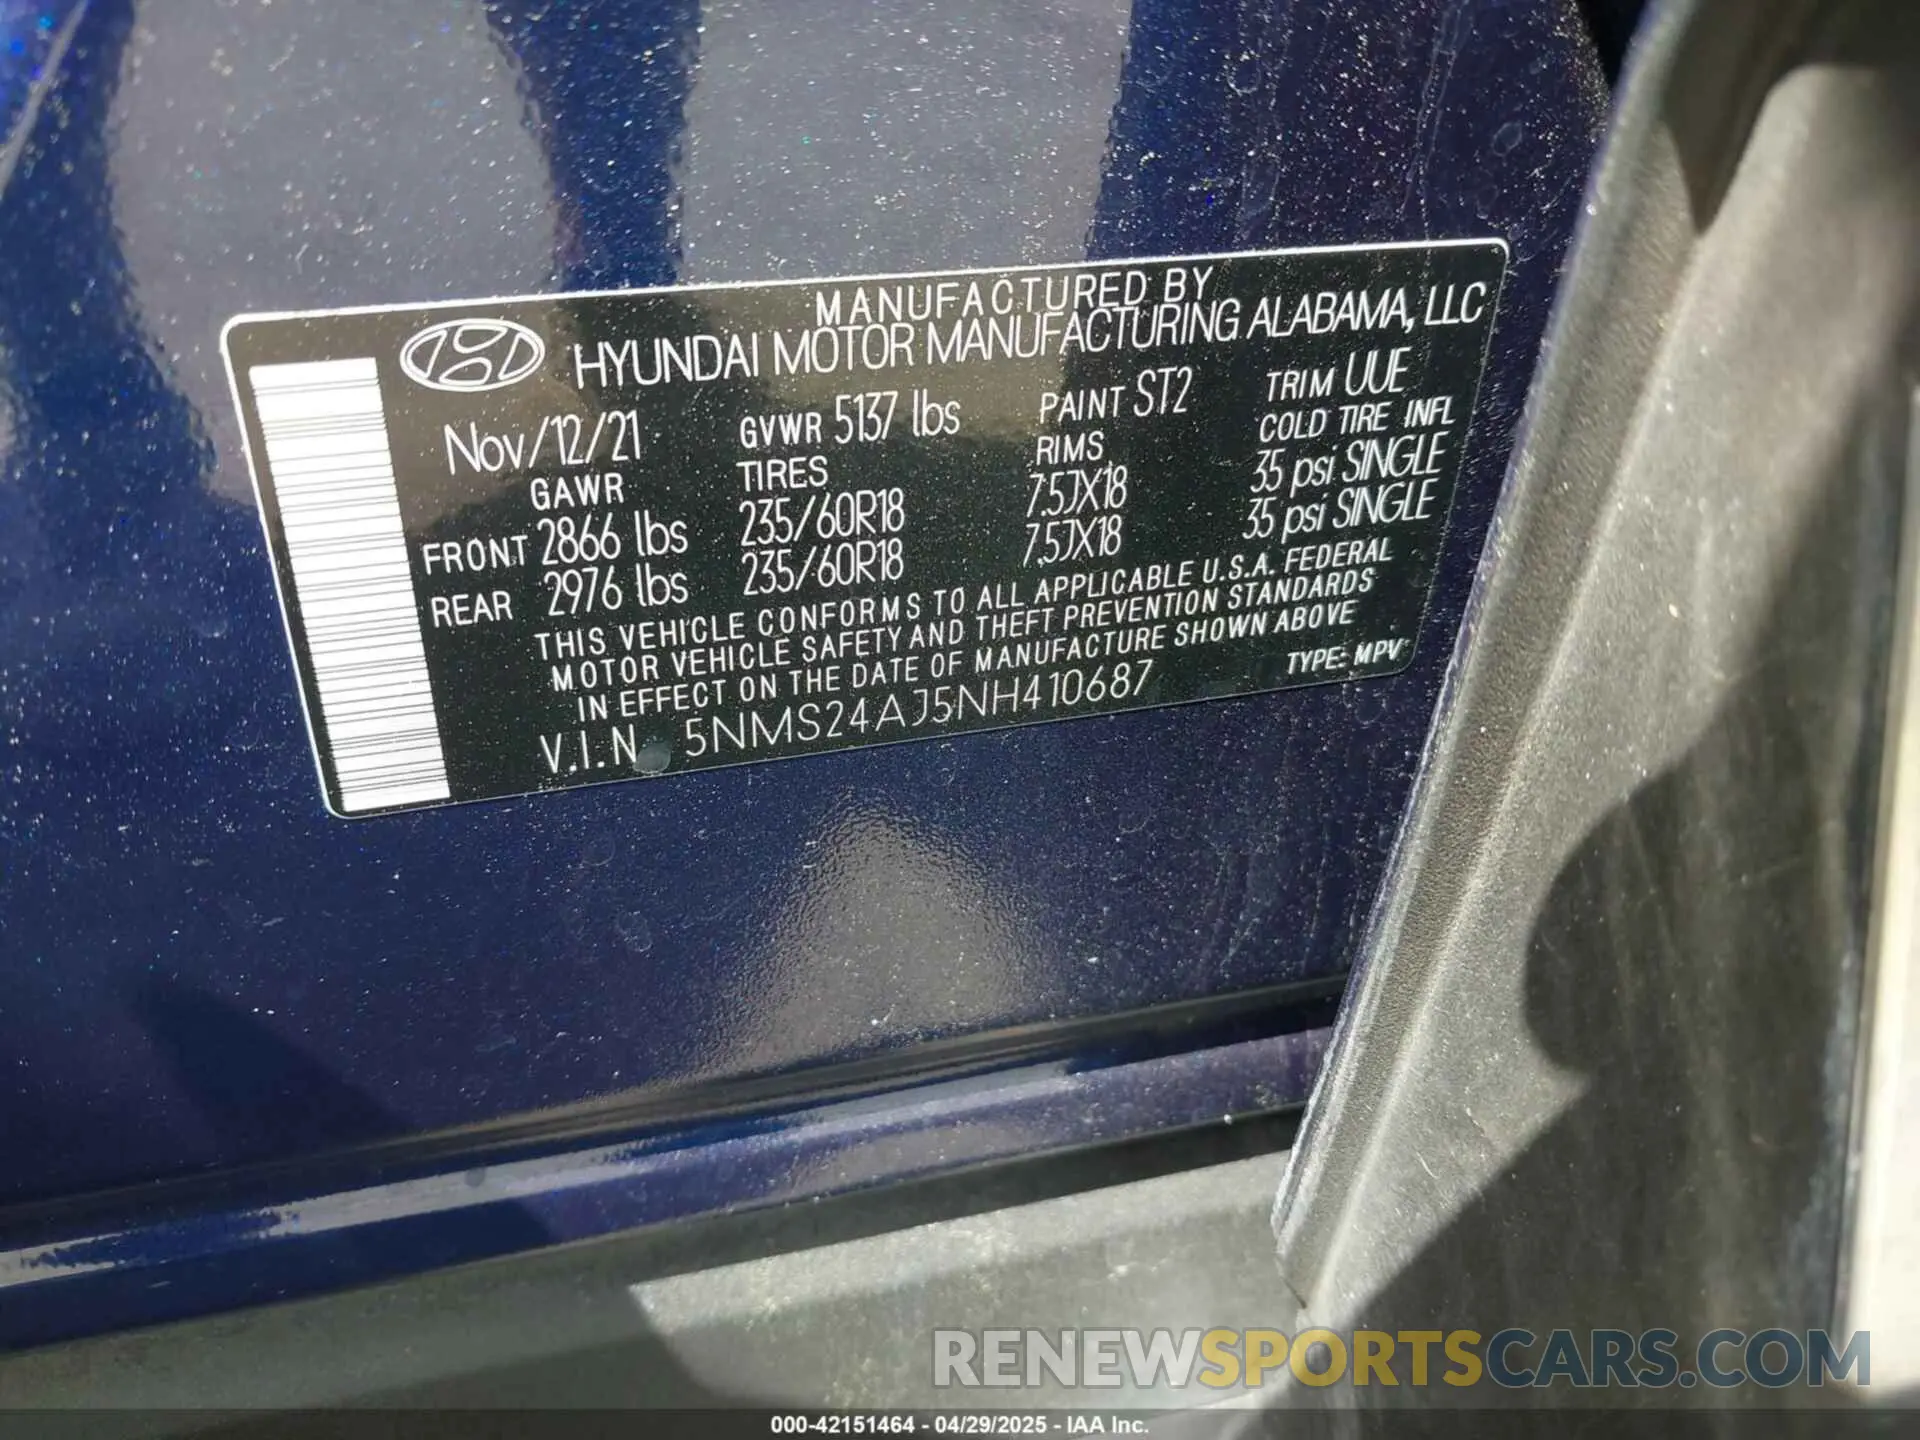 MANUFACTURED BY
HYUNDAI MOTOR MANUFACTURING ALABAMA, LLC
Nov/12/21 GVWR 5137 lbs PAINT ST2 TRIM UUE
GAWR TIRES RIMS COLD TIRE INFL
FRONT 2866 lbs 235/60R18 7.5JX18 35 psi SINGLE
REAR 2976 lbs 235/60R18 7.5JX18 35 psi SINGLE
THIS VEHICLE CONFORMS TO ALL APPLICABLE U.S.A. FEDERAL
MOTOR VEHICLE SAFETY AND THEFT PREVENTION STANDARDS
IN EFFECT ON THE DATE OF MANUFACTURE SHOWN ABOVE
V.I.N 5NMS24AJ5NH410687 TYPE: MPV
RENEWSPORTSCARS.COM
000-42151464 - 04/29/2025 - IAA Inc.